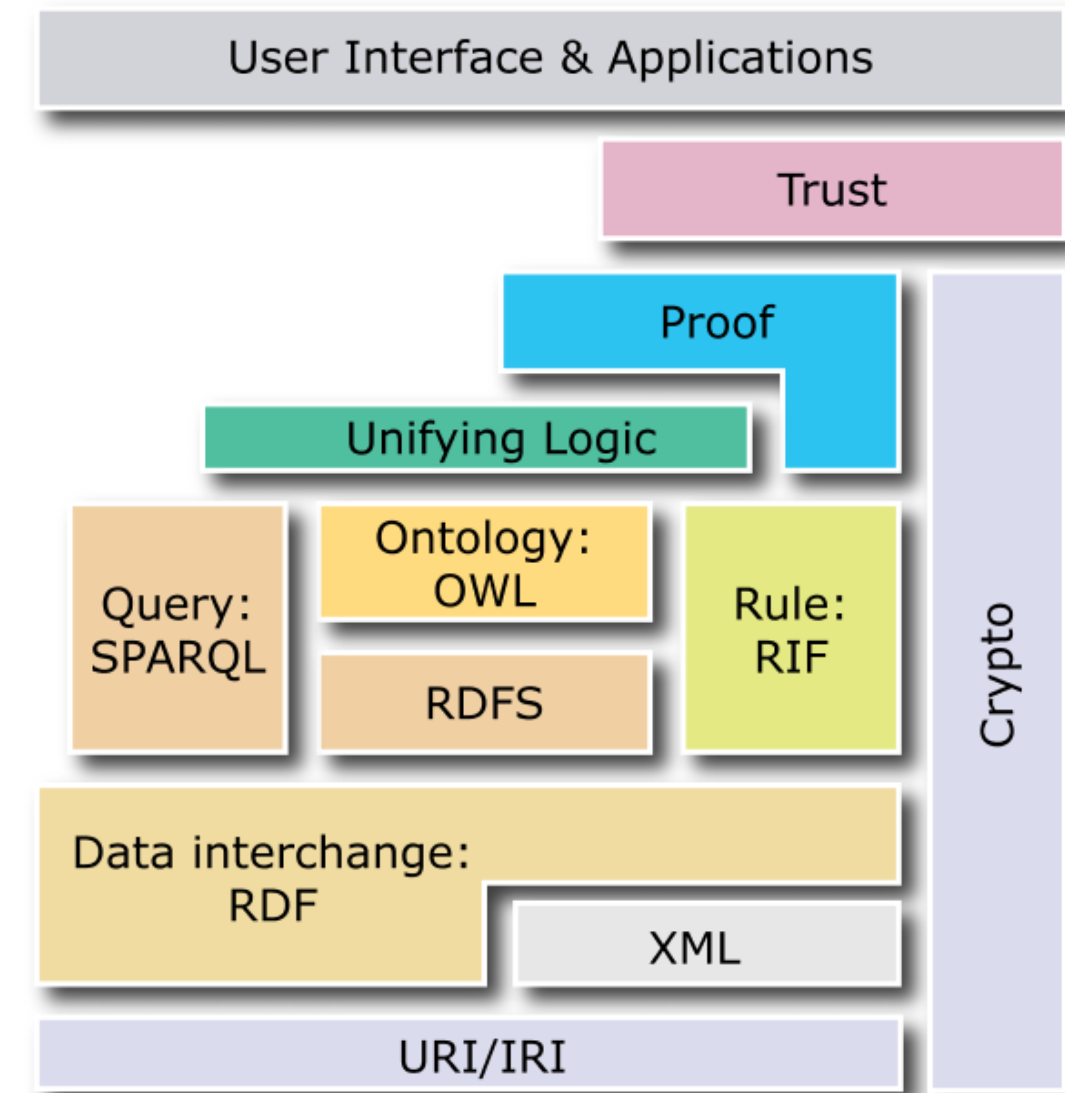 User Interface & Applications
Trust
Proof
Unifying Logic
Query:
SPARQL
Ontology:
OWL
RDFS
Rule:
RIF
Crypto
Data interchange:
RDF
XML
URI/IRI